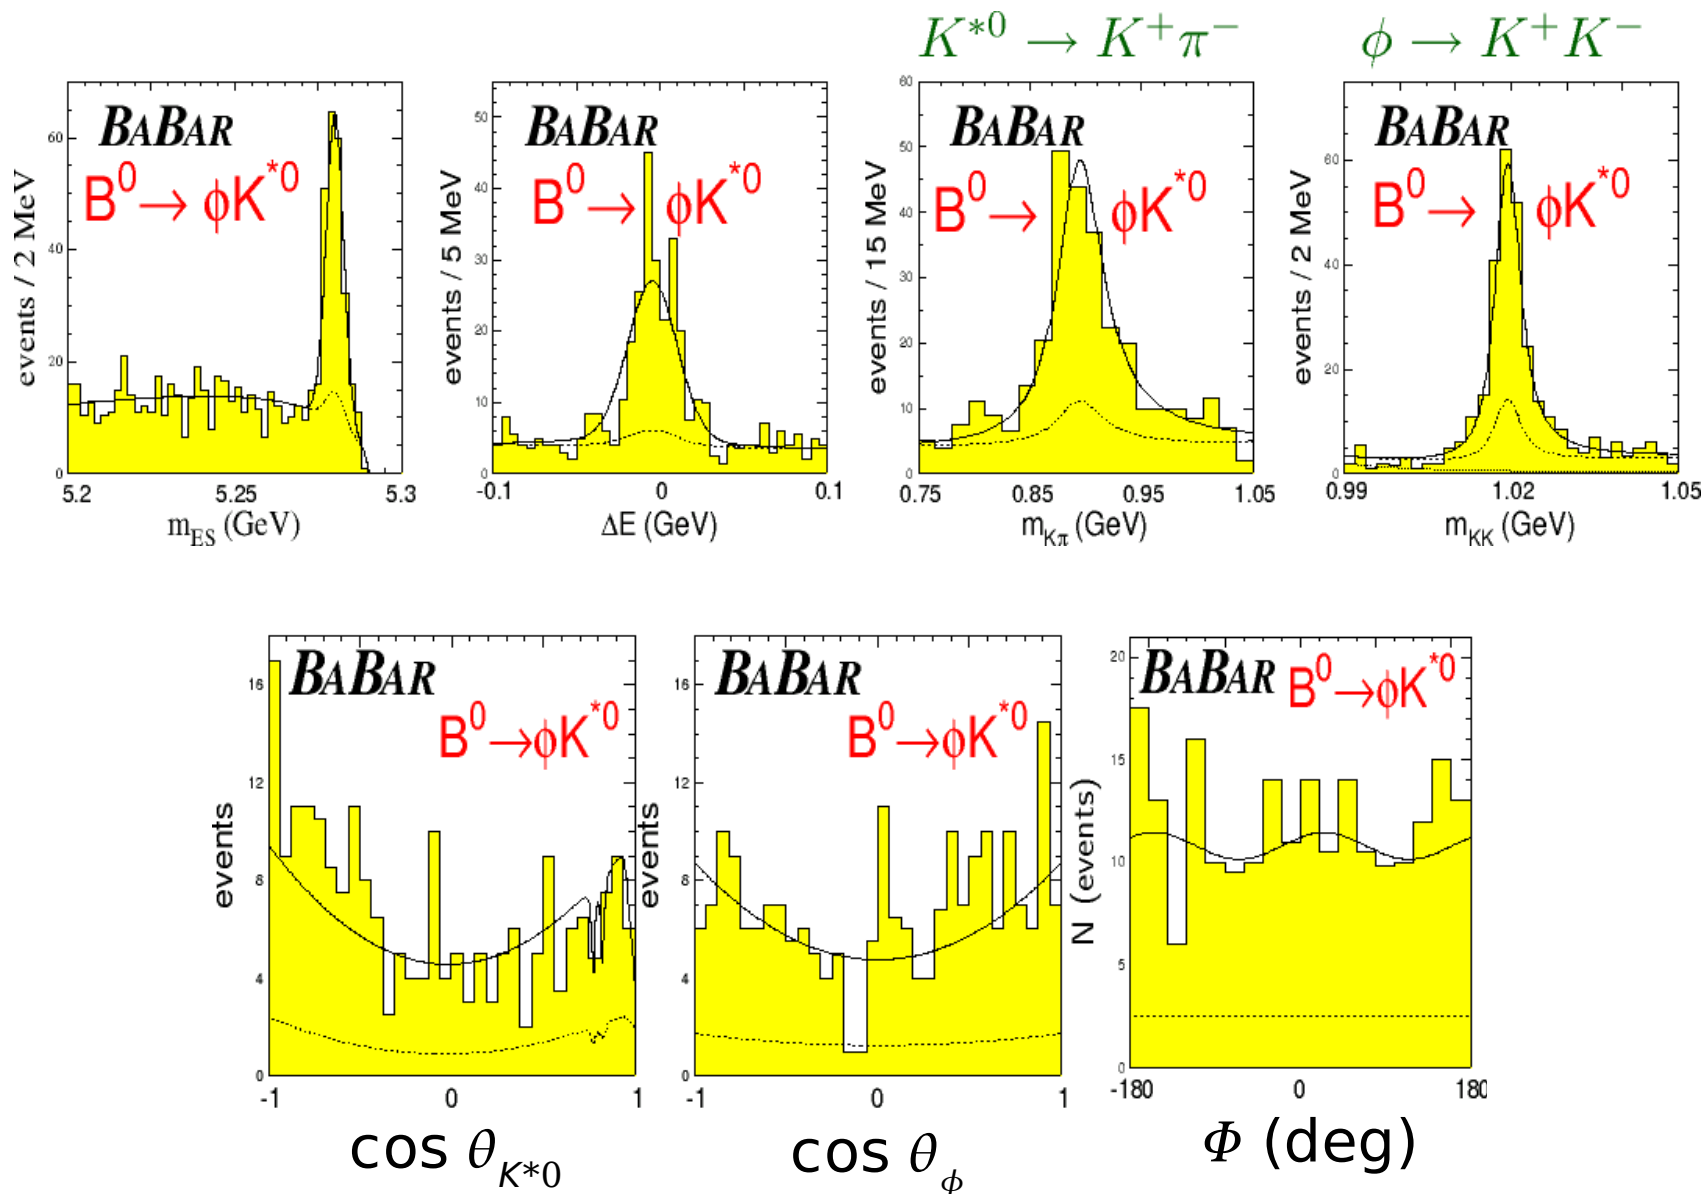 K*0 → K+π−
ϕ → K+K−
BABAR
B0 → ϕK*0
events / 2 MeV
60
40
20
0
5.2 5.25 5.3
mES (GeV)
BABAR
B0 → ϕK*0
events / 5 MeV
50
40
30
20
10
0
-0.1 0 0.1
ΔE (GeV)
BABAR
B0 → ϕK*0
events / 15 MeV
60
50
40
30
20
10
0
0.75 0.85 0.95 1.05
mKπ (GeV)
BABAR
B0 → ϕK*0
events / 2 MeV
60
40
20
0
0.99 1.02 1.05
mKK (GeV)
BABAR
B0→ϕK*0
events
16
12
8
4
0
-1 0 1
cos θK*0
BABAR
B0→ϕK*0
events
16
12
8
4
0
-1 0 1
cos θϕ
BABAR B0→ϕK*0
N (events)
20
15
10
5
0
-180 0 180
Φ (deg)